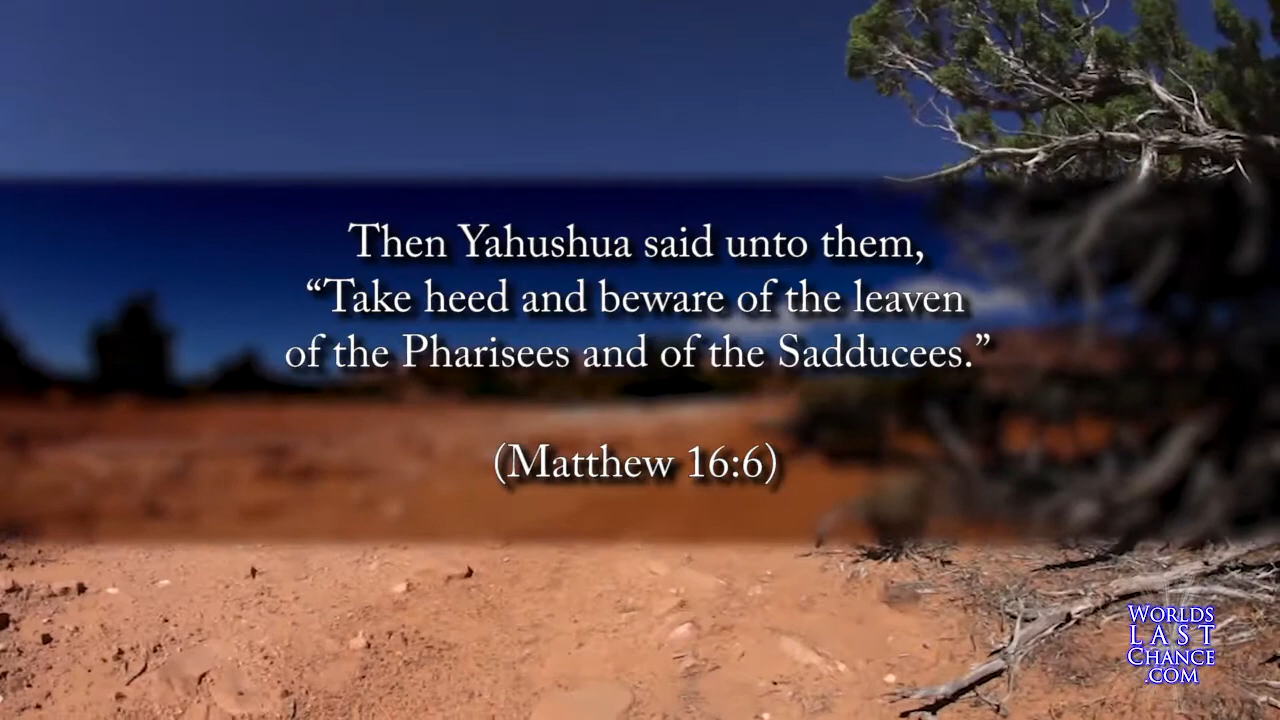 Then Yahushua said unto them,
“Take heed and beware of the leaven
of the Pharisees and of the Sadducees.”
(Matthew 16:6)
WORLDS
LAST
CHANCE
.COM